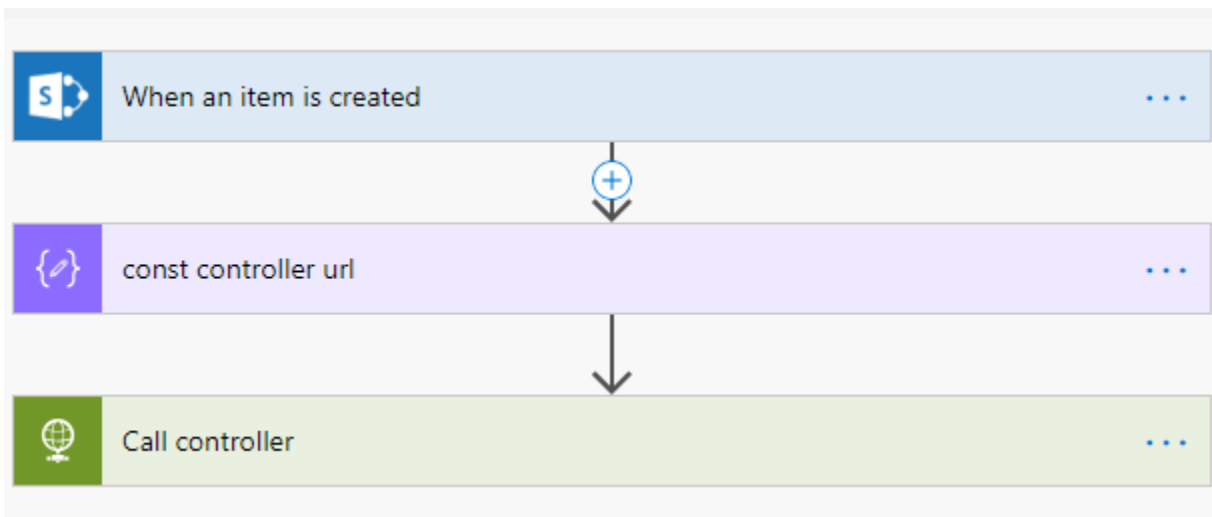 S
When an item is created
const controller url
Call controller